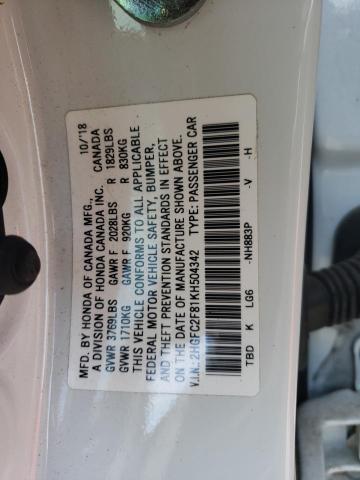 MFD. BY HONDA OF CANADA MFG., 10/'18
A DIVISION OF HONDA CANADA INC. CANADA
GVWR 3769LBS GAWR F 2028LBS R 1829LBS
GVWR 1710KG GAWR F 920KG R 830KG
THIS VEHICLE CONFORMS TO ALL APPLICABLE
FEDERAL MOTOR VEHICLE SAFETY, BUMPER,
AND THEFT PREVENTION STANDARDS IN EFFECT
ON THE DATE OF MANUFACTURE SHOWN ABOVE.
V.I.N.:2HGFC2F81KH504342 TYPE: PASSENGER CAR
TBD K LG6 -NH883P -V -H